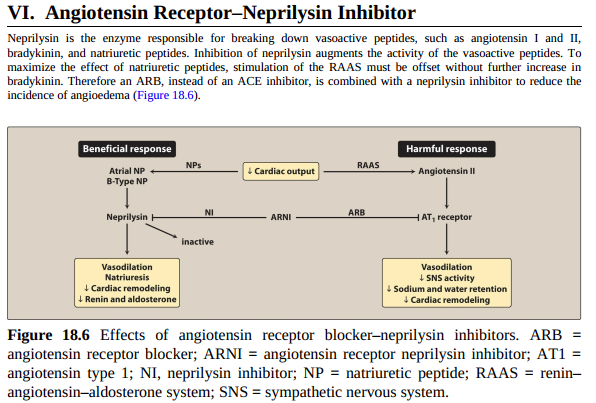 VI. Angiotensin Receptor–Neprilysin Inhibitor
Neprilysin is the enzyme responsible for breaking down vasoactive peptides, such as angiotensin I and II,
bradykinin, and natriuretic peptides. Inhibition of neprilysin augments the activity of the vasoactive peptides. To
maximize the effect of natriuretic peptides, stimulation of the RAAS must be offset without further increase in
bradykinin. Therefore an ARB, instead of an ACE inhibitor, is combined with a neprilysin inhibitor to reduce the
incidence of angioedema (Figure 18.6).
Beneficial response
Harmful response
Atrial NP
B-Type NP
NPs
↓ Cardiac output
RAAS
Angiotensin II
Neprilysin
NI
ARNI
ARB
AT₁ receptor
inactive
Vasodilation
Natriuresis
↓ Cardiac remodeling
↓ Renin and aldosterone
Vasodilation
↓ SNS activity
↓ Sodium and water retention
↓ Cardiac remodeling
Figure 18.6 Effects of angiotensin receptor blocker–neprilysin inhibitors. ARB =
angiotensin receptor blocker; ARNI = angiotensin receptor neprilysin inhibitor; AT1 =
angiotensin type 1; NI, neprilysin inhibitor; NP = natriuretic peptide; RAAS = renin–
angiotensin–aldosterone system; SNS = sympathetic nervous system.